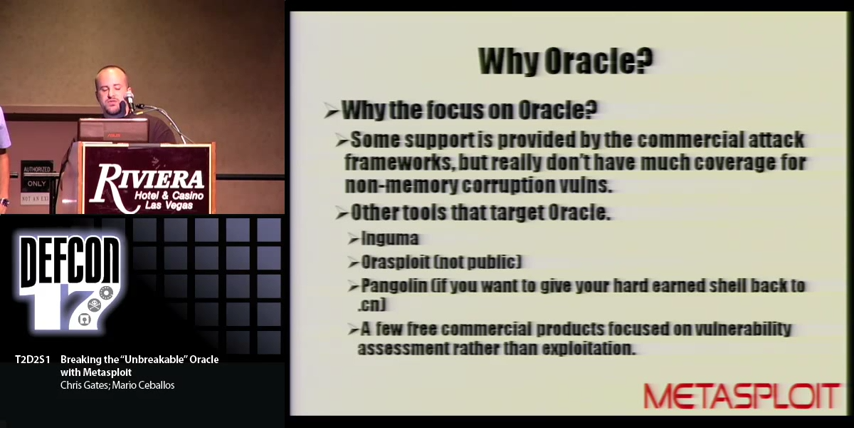 Why Oracle?
➢Why the focus on Oracle?
➢Some support is provided by the commercial attack
frameworks, but really don't have much coverage for
non-memory corruption vulns.
➢Other tools that target Oracle.
➢Inguma
➢Orasploit (not public)
➢Pangolin (if you want to give your hard earned shell back to
.cn)
➢A few free commercial products focused on vulnerability
assessment rather than exploitation.
METASPLOIT
AUTHORIZED
ONLY
RIVIERA
Hotel & Casino
Las Vegas
DEFCON
17
T2D2S1 Breaking the "Unbreakable" Oracle
with Metasploit
Chris Gates; Mario Ceballos